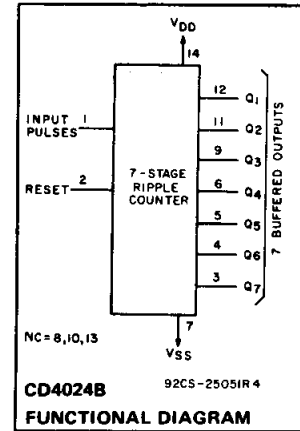 VDD
14
INPUT PULSES 1
RESET 2
7-STAGE
RIPPLE
COUNTER
12 Q1
11 Q2
9 Q3
6 Q4
5 Q5
4 Q6
3 Q7
7 BUFFERED OUTPUTS
7
VSS
NC=8,10,13
92CS-25051R4
CD4024B
FUNCTIONAL DIAGRAM